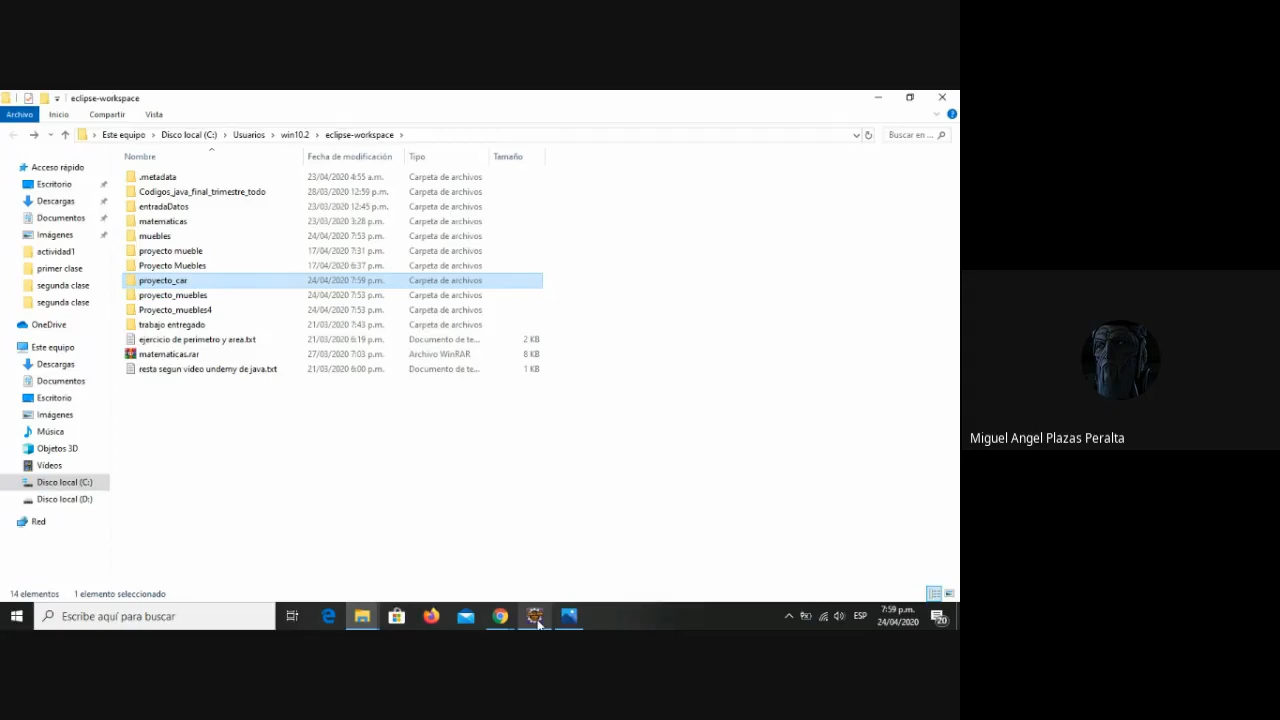 eclipse-workspace
Archivo Inicio Compartir Vista
Este equipo > Disco local (C:) > Usuarios > win10.2 > eclipse-workspace >
Buscar en ...
Acceso rápido
Escritorio
Descargas
Documentos
Imágenes
actividad1
primer clase
segunda clase
segunda clase
OneDrive
Este equipo
Descargas
Documentos
Escritorio
Imágenes
Música
Objetos 3D
Vídeos
Disco local (C:)
Disco local (D:)
Red
Nombre Fecha de modificación Tipo Tamaño
.metadata 23/04/2020 4:55 a.m. Carpeta de archivos
Codigos_java_final_trimestre_todo 28/03/2020 12:59 p.m. Carpeta de archivos
entradaDatos 23/03/2020 12:45 p.m. Carpeta de archivos
matematicas 23/03/2020 3:28 p.m. Carpeta de archivos
muebles 24/04/2020 7:53 p.m. Carpeta de archivos
proyecto mueble 17/04/2020 7:31 p.m. Carpeta de archivos
Proyecto Muebles 17/04/2020 6:37 p.m. Carpeta de archivos
proyecto_car 24/04/2020 7:59 p.m. Carpeta de archivos
proyecto_muebles 24/04/2020 7:53 p.m. Carpeta de archivos
Proyecto_muebles4 24/04/2020 7:53 p.m. Carpeta de archivos
trabajo entregado 21/03/2020 7:43 p.m. Carpeta de archivos
ejercicio de perimetro y area.txt 21/03/2020 6:19 p.m. Documento de te... 2 KB
matematicas.rar 27/03/2020 7:03 p.m. Archivo WinRAR 8 KB
resta segun video undemy de java.txt 21/03/2020 6:00 p.m. Documento de te... 1 KB
14 elementos 1 elemento seleccionado
Escribe aquí para buscar
ESP
7:59 p.m.
24/04/2020
20
Miguel Angel Plazas Peralta